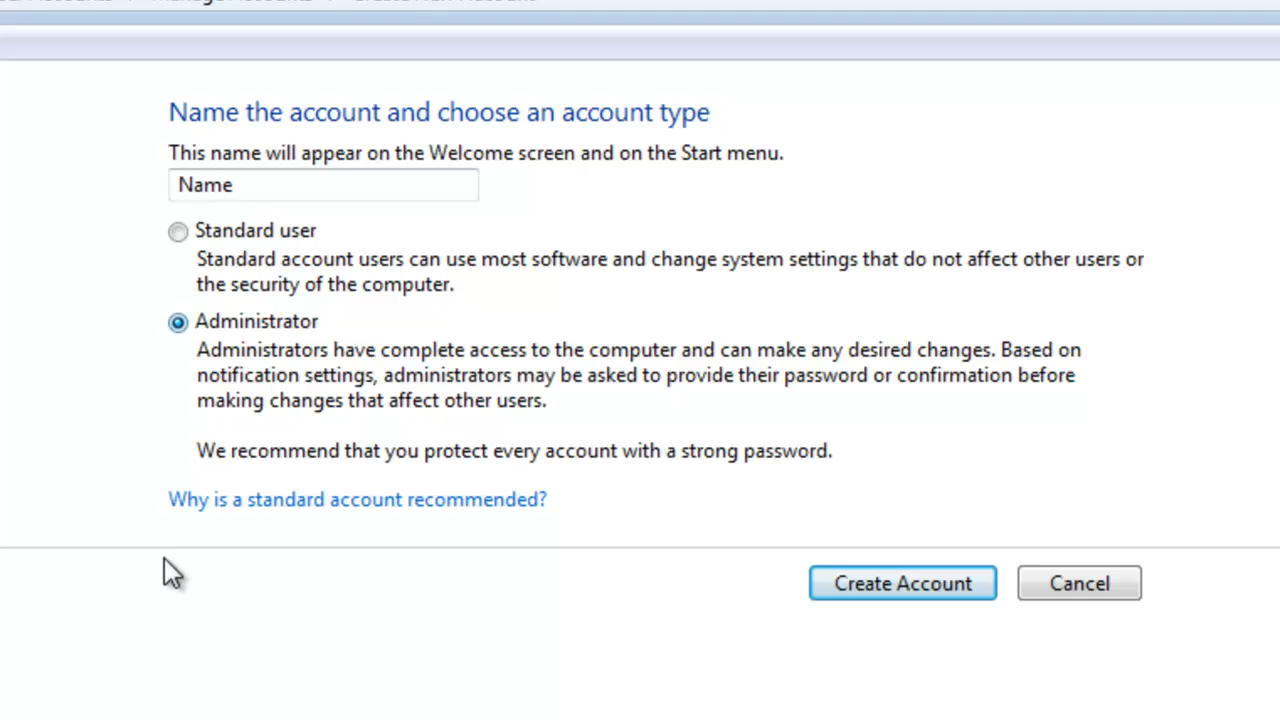 Name the account and choose an account type
This name will appear on the Welcome screen and on the Start menu.
Name
Standard user
Standard account users can use most software and change system settings that do not affect other users or
the security of the computer.
Administrator
Administrators have complete access to the computer and can make any desired changes. Based on
notification settings, administrators may be asked to provide their password or confirmation before
making changes that affect other users.
We recommend that you protect every account with a strong password.
Why is a standard account recommended?
Create Account
Cancel